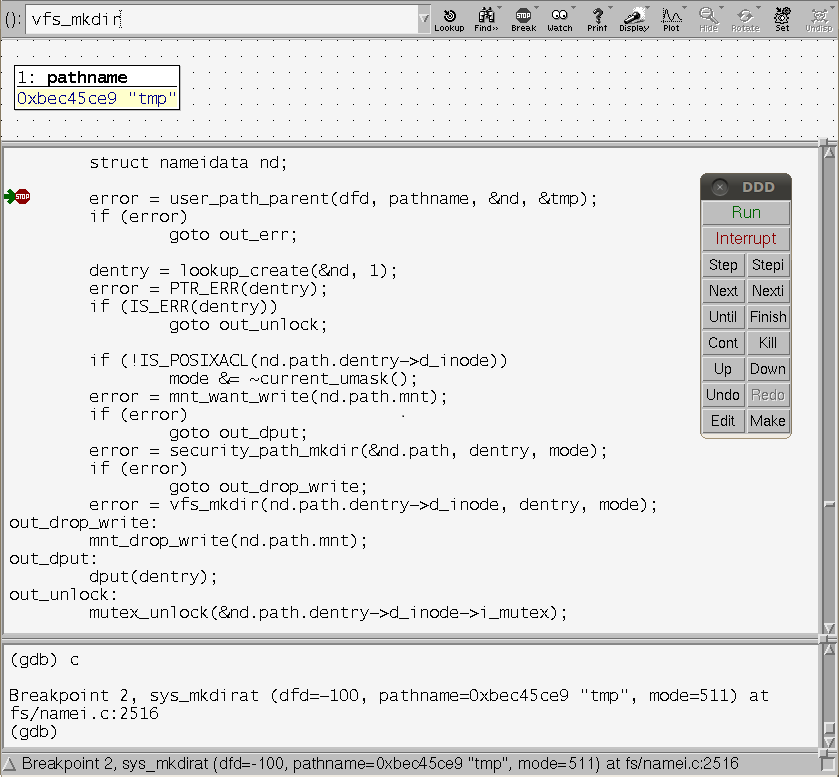 (): vfs_mkdir
Lookup Find>> Break Watch Print Display Plot Hide Rotate Set Undisp
1: pathname
0xbec45ce9 "tmp"
struct nameidata nd;
STOP error = user_path_parent(dfd, pathname, &nd, &tmp);
if (error)
goto out_err;
dentry = lookup_create(&nd, 1);
error = PTR_ERR(dentry);
if (IS_ERR(dentry))
goto out_unlock;
if (!IS_POSIXACL(nd.path.dentry->d_inode))
mode &= ~current_umask();
error = mnt_want_write(nd.path.mnt);
if (error)
goto out_dput;
error = security_path_mkdir(&nd.path, dentry, mode);
if (error)
goto out_drop_write;
error = vfs_mkdir(nd.path.dentry->d_inode, dentry, mode);
out_drop_write:
mnt_drop_write(nd.path.mnt);
out_dput:
dput(dentry);
out_unlock:
mutex_unlock(&nd.path.dentry->d_inode->i_mutex);
DDD
Run
Interrupt
Step Stepi
Next Nexti
Until Finish
Cont Kill
Up Down
Undo Redo
Edit Make
(gdb) c
Breakpoint 2, sys_mkdirat (dfd=-100, pathname=0xbec45ce9 "tmp", mode=511) at
fs/namei.c:2516
(gdb)
Breakpoint 2, sys_mkdirat (dfd=-100, pathname=0xbec45ce9 "tmp", mode=511) at fs/namei.c:2516